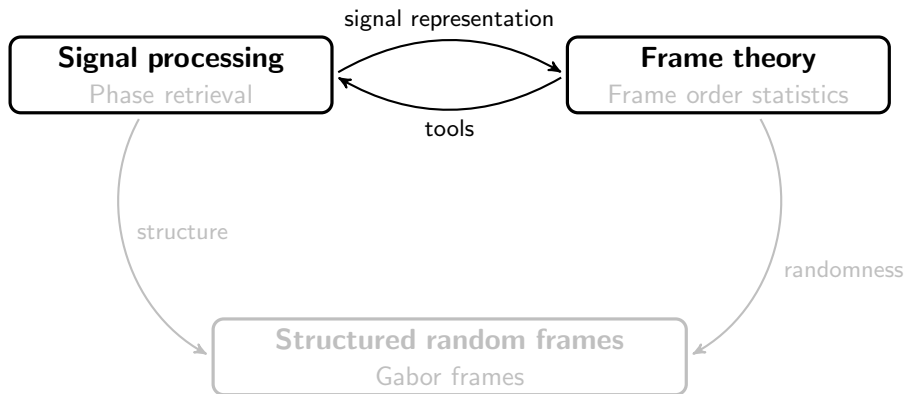 signal representation
Signal processing
Phase retrieval
Frame theory
Frame order statistics
tools
structure
randomness
Structured random frames
Gabor frames